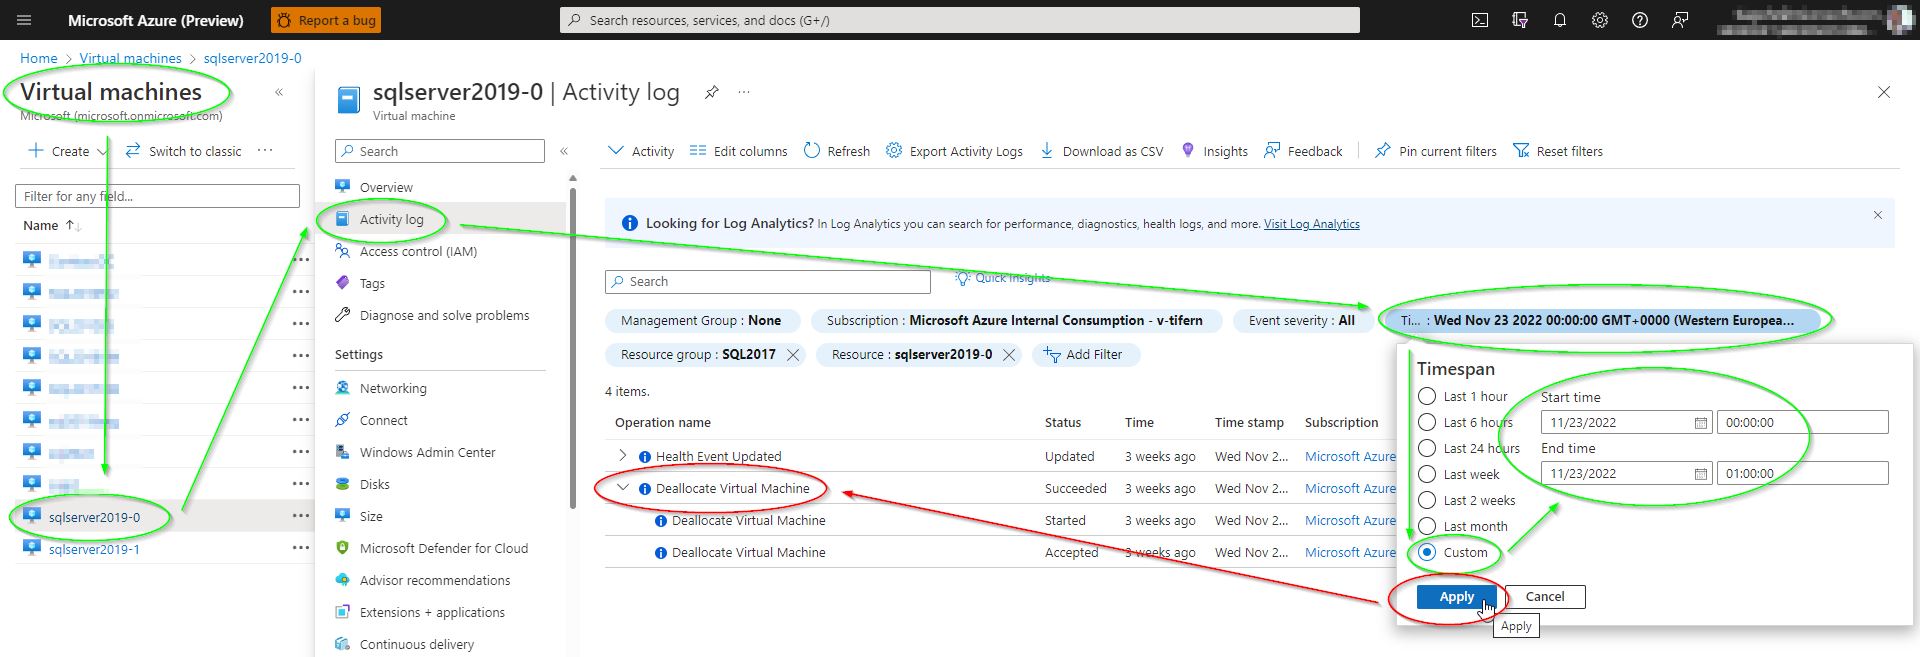 Microsoft Azure (Preview)
Report a bug
Search resources, services, and docs (G+/)
Home > Virtual machines > sqlserver2019-0
Virtual machines
«
Microsoft (microsoft.onmicrosoft.com)
Create
Switch to classic
...
Filter for any field...
Name
sqlserver2019-0
sqlserver2019-1
sqlserver2019-0 | Activity log
...
Virtual machine
Search
«
Overview
Activity log
Access control (IAM)
Tags
Diagnose and solve problems
Settings
Networking
Connect
Windows Admin Center
Disks
Size
Microsoft Defender for Cloud
Advisor recommendations
Extensions + applications
Continuous delivery
Activity
Edit columns
Refresh
Export Activity Logs
Download as CSV
Insights
Feedback
Pin current filters
Reset filters
Looking for Log Analytics? In Log Analytics you can search for performance, diagnostics, health logs, and more. Visit Log Analytics
Search
Quick Insights
Management Group : None
Subscription : Microsoft Azure Internal Consumption - v-tifern
Event severity : All
Ti... : Wed Nov 23 2022 00:00:00 GMT+0000 (Western Europea...
Resource group : SQL2017
Resource : sqlserver2019-0
Add Filter
4 items.
Operation name Status Time Time stamp Subscription
Health Event Updated Updated 3 weeks ago Wed Nov 2... Microsoft Azure
Deallocate Virtual Machine Succeeded 3 weeks ago Wed Nov 2... Microsoft Azure
Deallocate Virtual Machine Started 3 weeks ago Wed Nov 2... Microsoft Azure
Deallocate Virtual Machine Accepted 3 weeks ago Wed Nov 2... Microsoft Azure
Timespan
Last 1 hour
Last 6 hours
Last 24 hours
Last week
Last 2 weeks
Last month
Custom
Start time
11/23/2022 00:00:00
End time
11/23/2022 01:00:00
Apply
Cancel
Apply